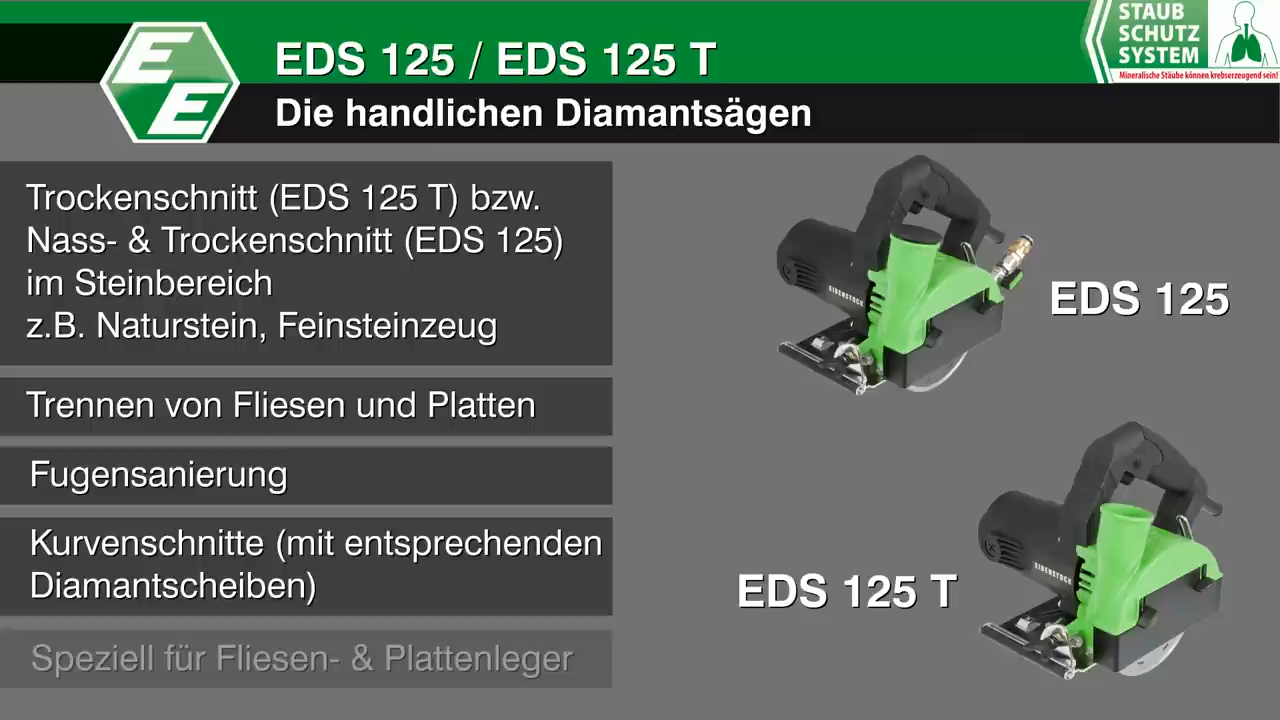 EDS 125 / EDS 125 T
Die handlichen Diamantsägen
STAUB
SCHUTZ
SYSTEM
Mineralische Stäube können krebserzeugend sein!
E
E
Trockenschnitt (EDS 125 T) bzw.
Nass- & Trockenschnitt (EDS 125)
im Steinbereich
z.B. Naturstein, Feinsteinzeug
Trennen von Fliesen und Platten
Fugensanierung
Kurvenschnitte (mit entsprechenden
Diamantscheiben)
Speziell für Fliesen- & Plattenleger
EIBENSTOCK
EDS 125
EIBENSTOCK
EDS 125 T